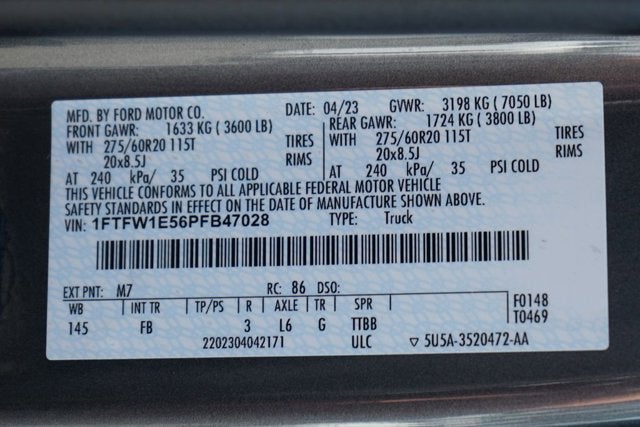 MFD. BY FORD MOTOR CO. DATE: 04/23 GVWR: 3198 KG ( 7050 LB)
FRONT GAWR: 1633 KG ( 3600 LB) REAR GAWR: 1724 KG ( 3800 LB)
WITH 275/60R20 115T TIRES WITH 275/60R20 115T TIRES
20x8.5J RIMS 20x8.5J RIMS
AT 240 kPa/ 35 PSI COLD AT 240 kPa/ 35 PSI COLD
THIS VEHICLE CONFORMS TO ALL APPLICABLE FEDERAL MOTOR VEHICLE
SAFETY STANDARDS IN EFFECT ON THE DATE OF MANUFACTURE SHOWN ABOVE.
VIN: 1FTFW1E56PFB47028 TYPE: Truck
EXT PNT: M7 RC: 86 DSO:
WB INT TR TP/PS R AXLE TR SPR F0148
145 FB 3 L6 G TTBB T0469
2202304042171 ULC ▽ 5U5A-3520472-AA